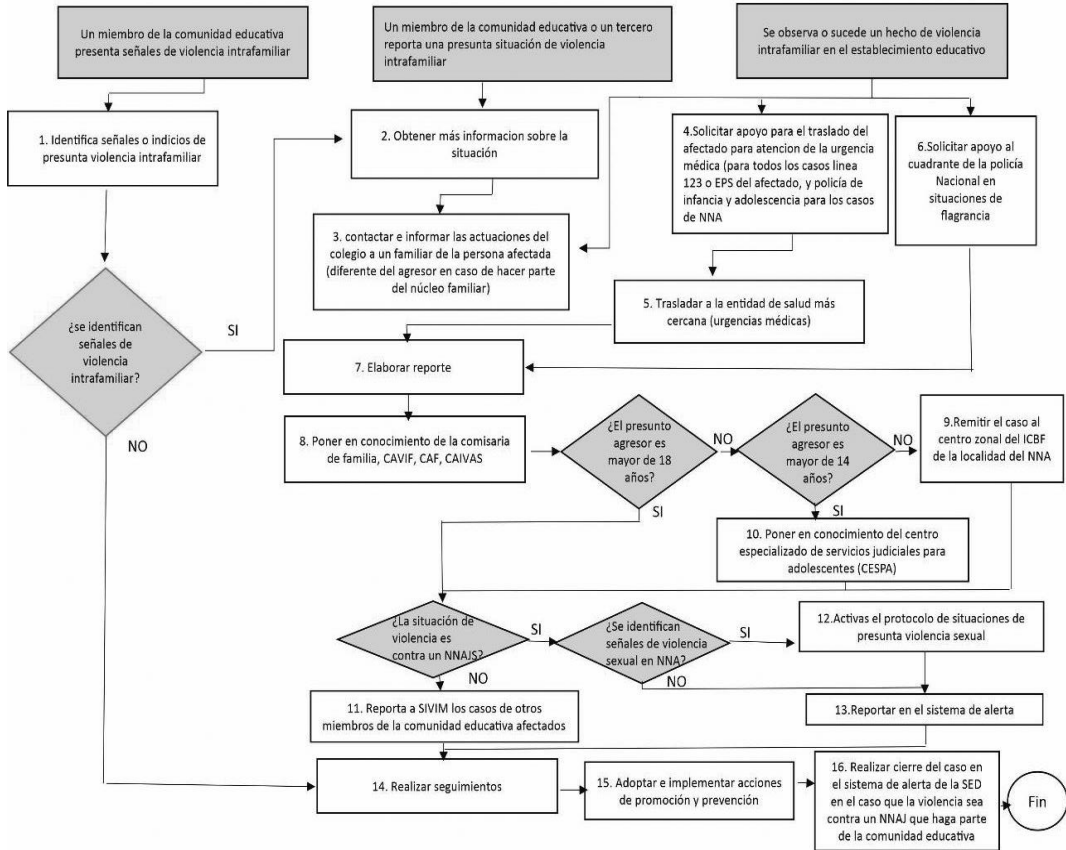 Un miembro de la comunidad educativa
presenta señales de violencia intrafamiliar
Un miembro de la comunidad educativa o un tercero
reporta una presunta situación de violencia
intrafamiliar
Se observa o sucede un hecho de violencia
intrafamiliar en el establecimiento educativo
1. Identifica señales o indicios de
presunta violencia intrafamiliar
2. Obtener más informacion sobre la
situación
4.Solicitar apoyo para el traslado del
afectado para atencion de la urgencia
médica (para todos los casos linea
123 o EPS del afectado, y policía de
infancia y adolescencia para los casos
de NNA
6.Solicitar apoyo al
cuadrante de la policía
Nacional en
situaciones de
flagrancia
3. contactar e informar las actuaciones del
colegio a un familiar de la persona afectada
(diferente del agresor en caso de hacer parte
del núcleo familiar)
5. Trasladar a la entidad de salud más
cercana (urgencias médicas)
¿se identifican
señales de
violencia
intrafamiliar?
SI
NO
7. Elaborar reporte
8. Poner en conocimiento de la comisaria
de familia, CAVIF, CAF, CAIVAS
¿El presunto
agresor es
mayor de 18
años?
NO
SI
¿El presunto
agresor es
mayor de 14
años?
NO
SI
9.Remitir el caso al
centro zonal del ICBF
de la localidad del NNA
10. Poner en conocimiento del centro
especializado de servicios judiciales para
adolescentes (CESPA)
¿La situación de
violencia es
contra un NNAJS?
SI
NO
¿Se identifican
señales de violencia
sexual en NNA?
SI
NO
12.Activas el protocolo de situaciones de
presunta violencia sexual
11. Reporta a SIVIM los casos de otros
miembros de la comunidad educativa afectados
13.Reportar en el sistema de alerta
14. Realizar seguimientos
15. Adoptar e implementar acciones
de promoción y prevención
16. Realizar cierre del caso en
el sistema de alerta de la SED
en el caso que la violencia sea
contra un NNAJ que haga parte
de la comunidad educativa
Fin